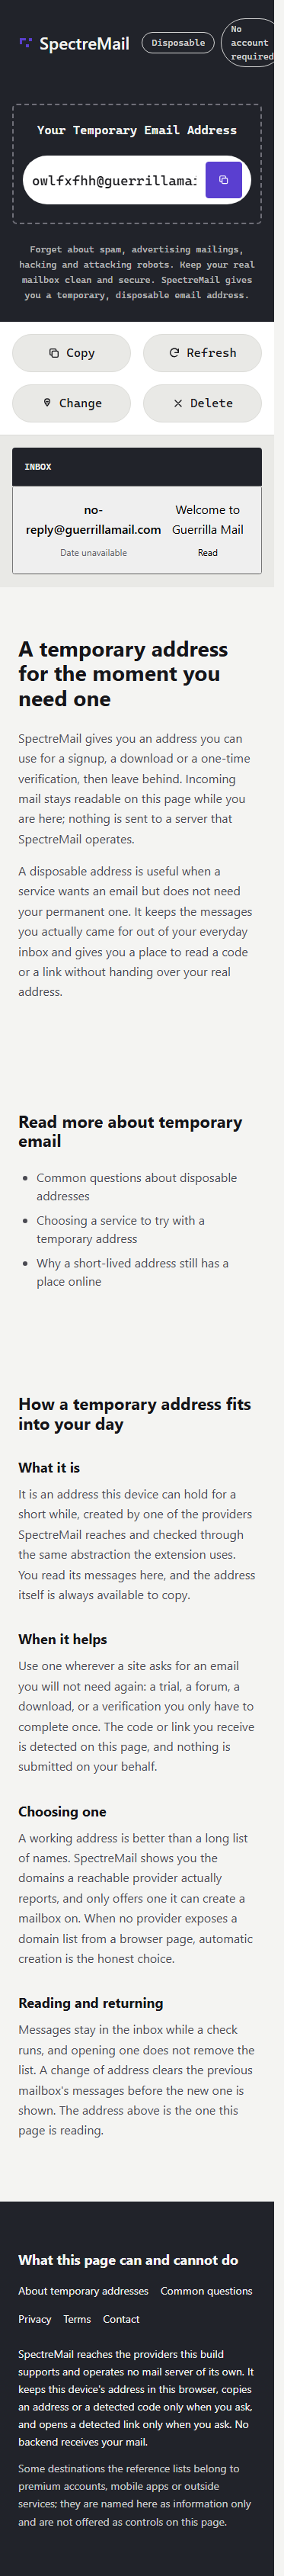 SpectreMail
Disposable
No
account
required
Your Temporary Email Address
owlfxfhh@guerrillamai
Forget about spam, advertising mailings,
hacking and attacking robots. Keep your real
mailbox clean and secure. SpectreMail gives
you a temporary, disposable email address.
Copy
Refresh
Change
Delete
INBOX
no-
reply@guerrillamail.com
Date unavailable
Welcome to
Guerrilla Mail
Read
A temporary address
for the moment you
need one
SpectreMail gives you an address you can
use for a signup, a download or a one-time
verification, then leave behind. Incoming
mail stays readable on this page while you
are here; nothing is sent to a server that
SpectreMail operates.
A disposable address is useful when a
service wants an email but does not need
your permanent one. It keeps the messages
you actually came for out of your everyday
inbox and gives you a place to read a code
or a link without handing over your real
address.
Read more about temporary
email
Common questions about disposable
addresses
Choosing a service to try with a
temporary address
Why a short-lived address still has a
place online
How a temporary address fits
into your day
What it is
It is an address this device can hold for a
short while, created by one of the providers
SpectreMail reaches and checked through
the same abstraction the extension uses.
You read its messages here, and the address
itself is always available to copy.
When it helps
Use one wherever a site asks for an email
you will not need again: a trial, a forum, a
download, or a verification you only have to
complete once. The code or link you receive
is detected on this page, and nothing is
submitted on your behalf.
Choosing one
A working address is better than a long list
of names. SpectreMail shows you the
domains a reachable provider actually
reports, and only offers one it can create a
mailbox on. When no provider exposes a
domain list from a browser page, automatic
creation is the honest choice.
Reading and returning
Messages stay in the inbox while a check
runs, and opening one does not remove the
list. A change of address clears the previous
mailbox's messages before the new one is
shown. The address above is the one this
page is reading.
What this page can and cannot do
About temporary addresses Common questions
Privacy Terms Contact
SpectreMail reaches the providers this build
supports and operates no mail server of its own. It
keeps this device's address in this browser, copies
an address or a detected code only when you ask,
and opens a detected link only when you ask. No
backend receives your mail.
Some destinations the reference lists belong to
premium accounts, mobile apps or outside
services; they are named here as information only
and are not offered as controls on this page.